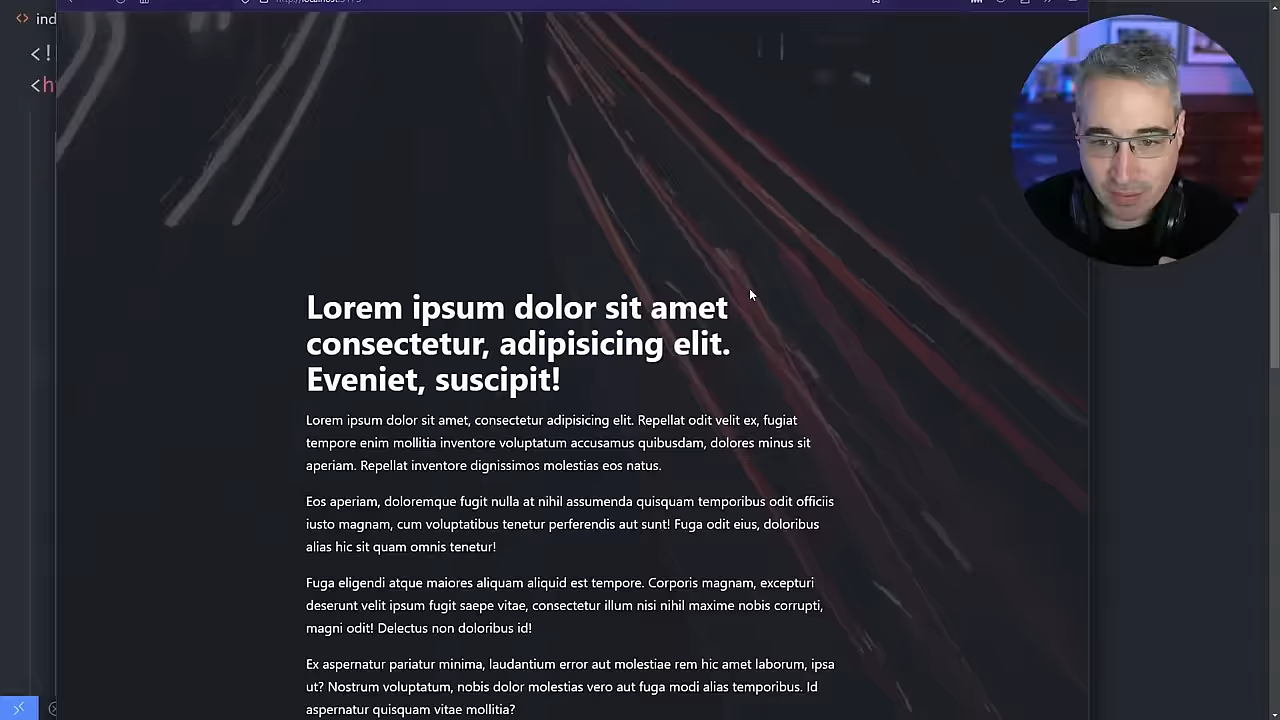 ind
<!
<h
Lorem ipsum dolor sit amet
consectetur, adipisicing elit.
Eveniet, suscipit!
Lorem ipsum dolor sit amet, consectetur adipisicing elit. Repellat odit velit ex, fugiat
tempore enim mollitia inventore voluptatum accusamus quibusdam, dolores minus sit
aperiam. Repellat inventore dignissimos molestias eos natus.
Eos aperiam, doloremque fugit nulla at nihil assumenda quisquam temporibus odit officiis
iusto magnam, cum voluptatibus tenetur perferendis aut sunt! Fuga odit eius, doloribus
alias hic sit quam omnis tenetur!
Fuga eligendi atque maiores aliquam aliquid est tempore. Corporis magnam, excepturi
deserunt velit ipsum fugit saepe vitae, consectetur illum nisi nihil maxime nobis corrupti,
magni odit! Delectus non doloribus id!
Ex aspernatur pariatur minima, laudantium error aut molestiae rem hic amet laborum, ipsa
ut? Nostrum voluptatum, nobis dolor molestias vero aut fuga modi alias temporibus. Id
aspernatur quisquam vitae mollitia?